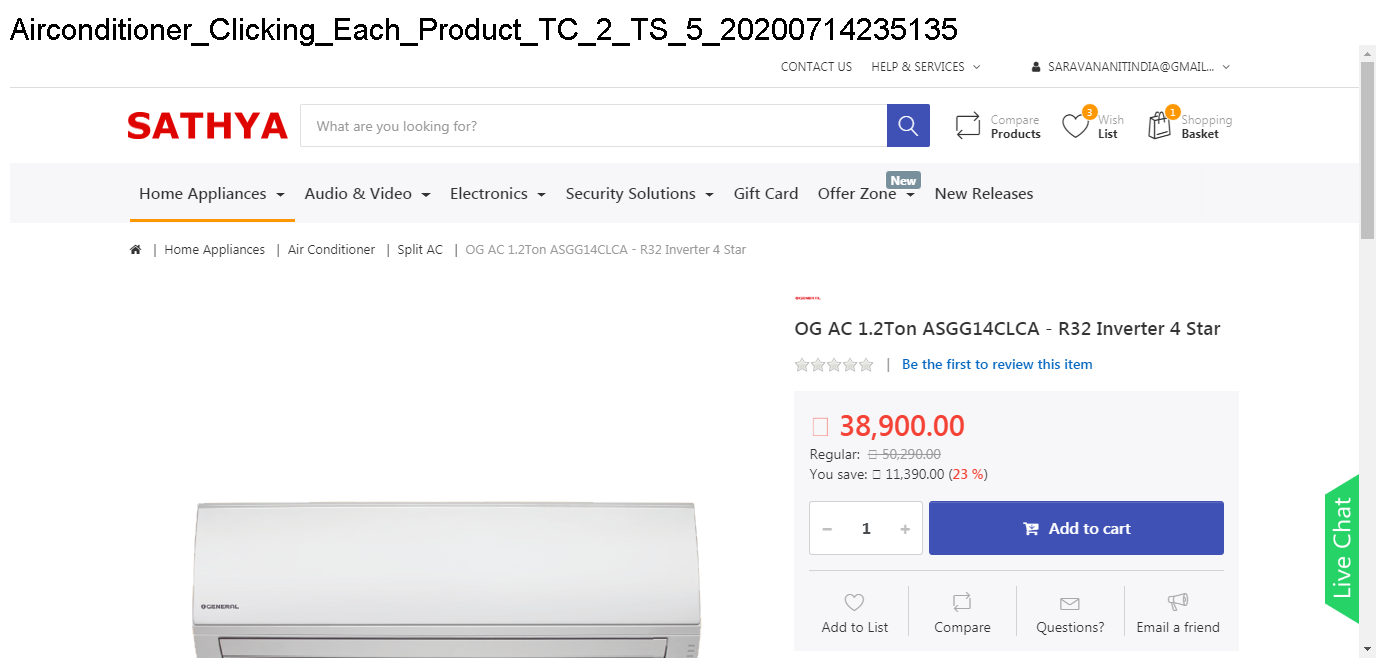 Airconditioner_Clicking_Each_Product_TC_2_TS_5_20200714235135
CONTACT US HELP & SERVICES SARAVANANITINDIA@GMAIL...
SATHYA What are you looking for? Compare Products 3 Wish List 1 Shopping Basket
New
Home Appliances Audio & Video Electronics Security Solutions Gift Card Offer Zone New Releases
| Home Appliances | Air Conditioner | Split AC | OG AC 1.2Ton ASGG14CLCA - R32 Inverter 4 Star
OG AC 1.2Ton ASGG14CLCA - R32 Inverter 4 Star
| Be the first to review this item
38,900.00
Regular: 50,290.00
You save: 11,390.00 (23 %)
- 1 + Add to cart
Live Chat
GENERAL
Add to List Compare Questions? Email a friend